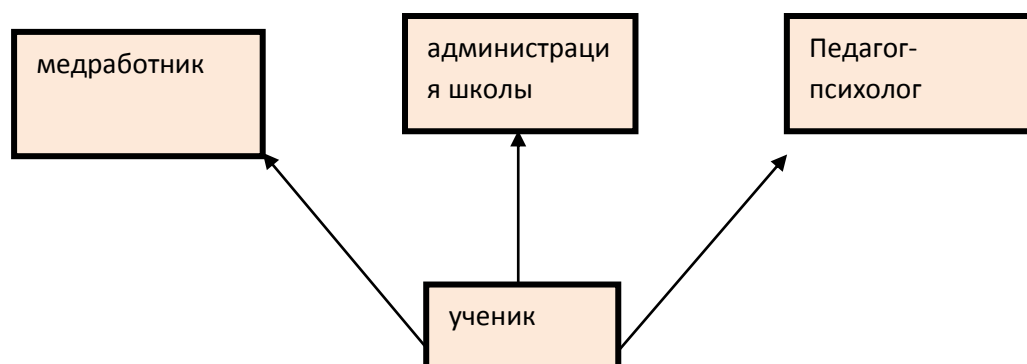 медработник
администраци
я школы
Педагог-
психолог
ученик